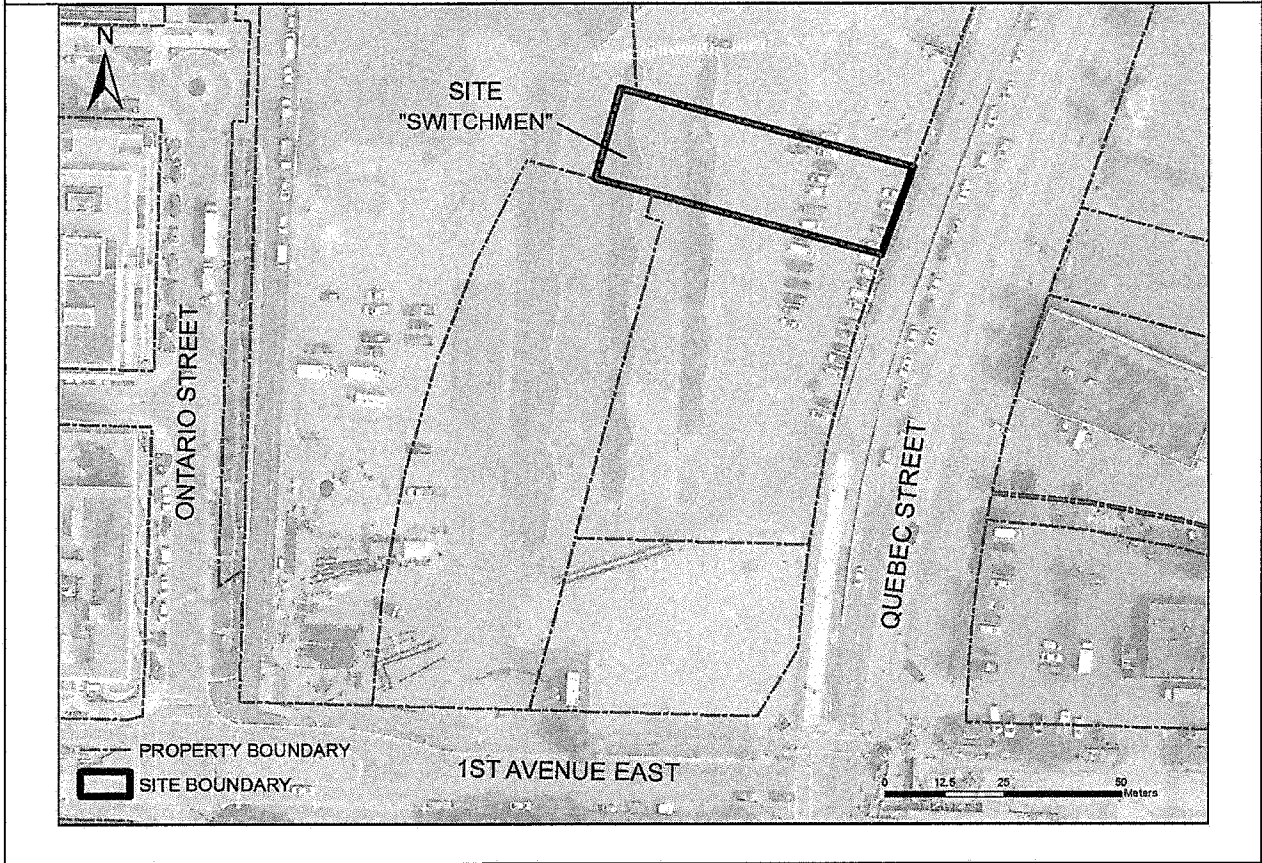 N
SITE
"SWITCHMEN"
ONTARIO STREET
QUEBEC STREET
PROPERTY BOUNDARY
SITE BOUNDARY
1ST AVENUE EAST
0 12.5 25 50
Meters